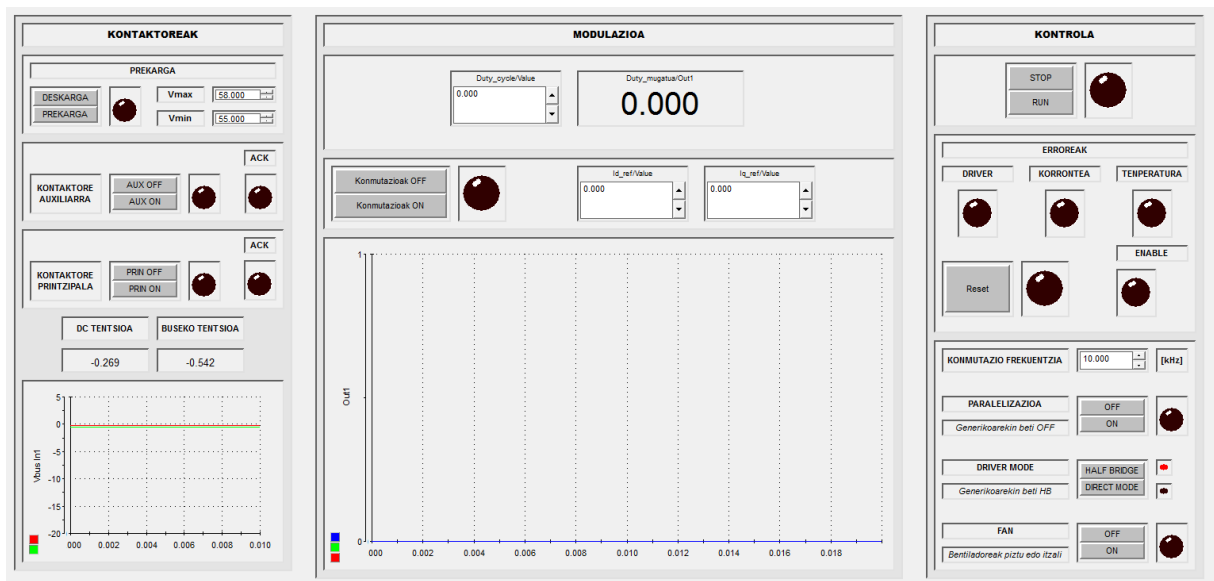 KONTAKTOREAK
PREKARGA
DESKARGA
PREKARGA
Vmax
58.000
Vmin
55.000
ACK
KONTAKTORE
AUXILIARRA
AUX OFF
AUX ON
ACK
KONTAKTORE
PRINTZIPALA
PRIN OFF
PRIN ON
DC TENTSIOA
BUSEKO TENTSIOA
-0.269
-0.542
Vbus In1
5
0
-5
-10
-15
-20
000 0.002 0.004 0.006 0.008 0.010
MODULAZIOA
Duty_cycle/Value
0.000
Duty_mugatua/Out1
0.000
Konmutazioak OFF
Konmutazioak ON
Id_ref/Value
0.000
Iq_ref/Value
0.000
Out1
1
0
000 0.002 0.004 0.006 0.008 0.010 0.012 0.014 0.016 0.018
KONTROLA
STOP
RUN
ERROREAK
DRIVER
KORRONTEA
TENPERATURA
ENABLE
Reset
KONMUTAZIO FREKUENTZIA
10.000
[kHz]
PARALELIZAZIOA
Generikoarekin beti OFF
OFF
ON
DRIVER MODE
Generikoarekin beti HB
HALF BRIDGE
DIRECT MODE
FAN
Bentiladoreak piztu edo itzali
OFF
ON